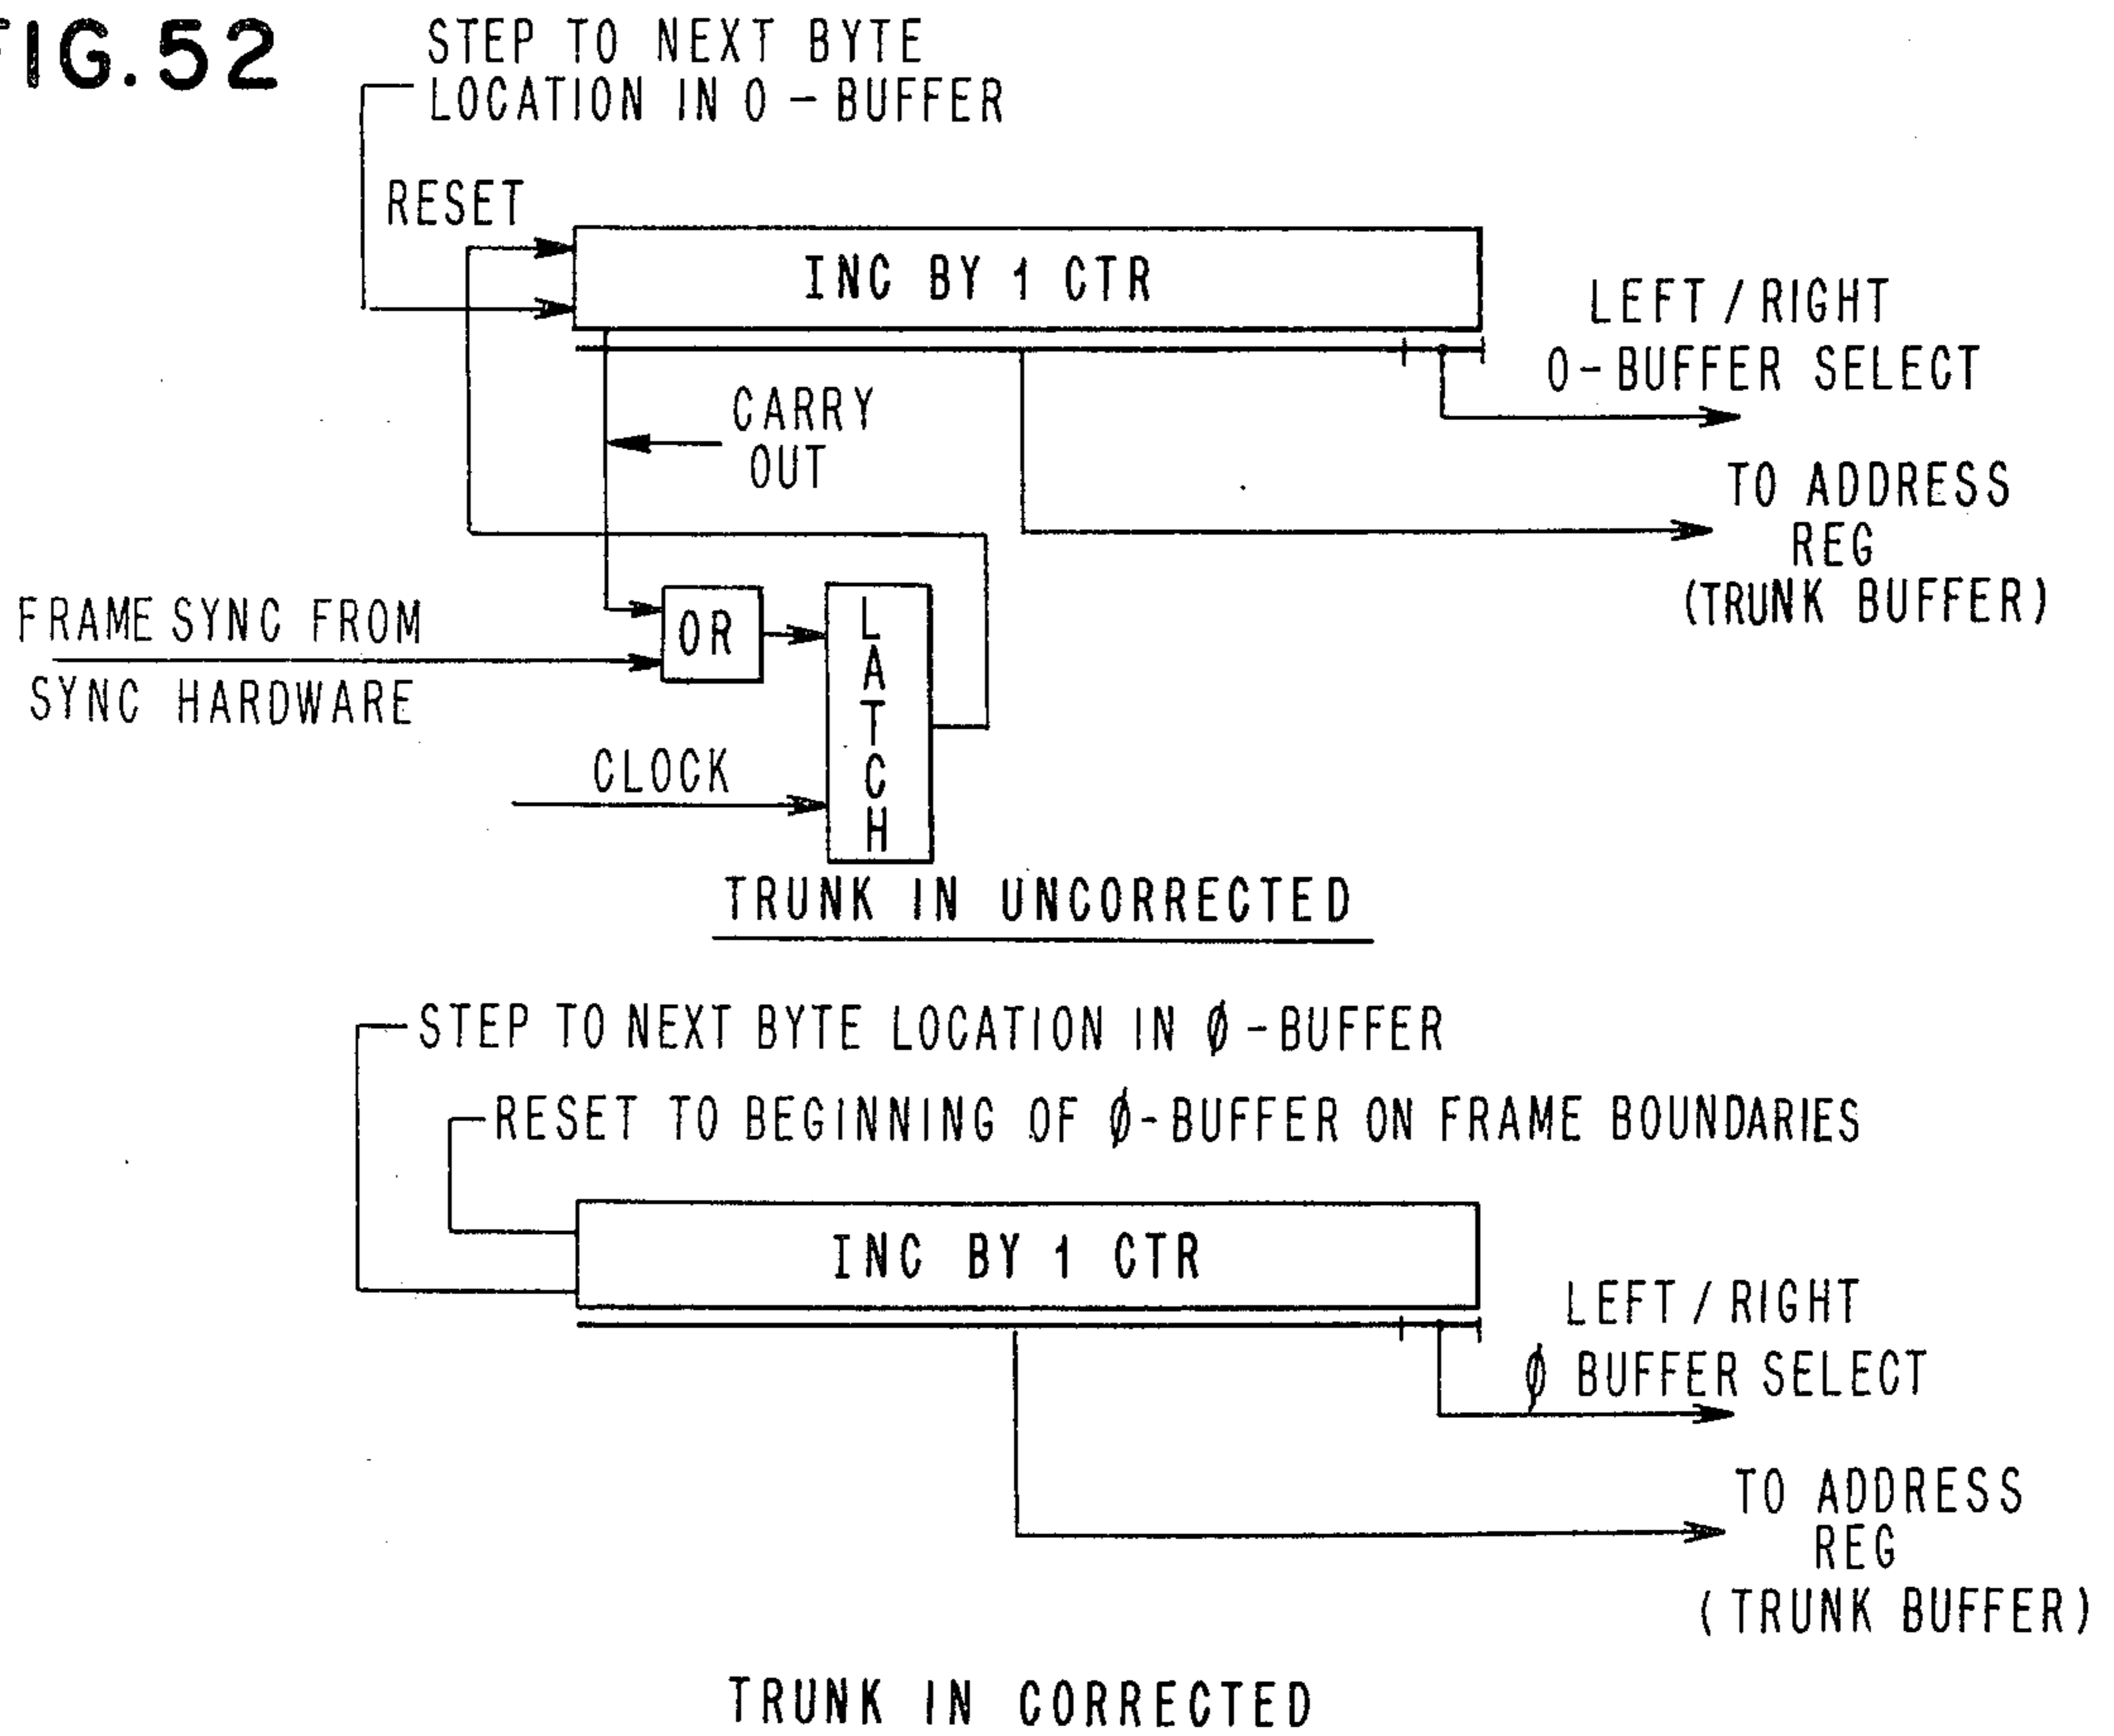 FIG. 52
STEP TO NEXT BYTE
LOCATION IN 0 - BUFFER
RESET
INC BY 1 CTR
LEFT / RIGHT
0-BUFFER SELECT
CARRY
OUT
TO ADDRESS
REG
(TRUNK BUFFER)
FRAME SYNC FROM
SYNC HARDWARE
OR
LATCH
CLOCK
TRUNK IN UNCORRECTED
STEP TO NEXT BYTE LOCATION IN Ø-BUFFER
RESET TO BEGINNING OF Ø-BUFFER ON FRAME BOUNDARIES
INC BY 1 CTR
LEFT / RIGHT
Ø BUFFER SELECT
TO ADDRESS
REG
(TRUNK BUFFER)
TRUNK IN CORRECTED